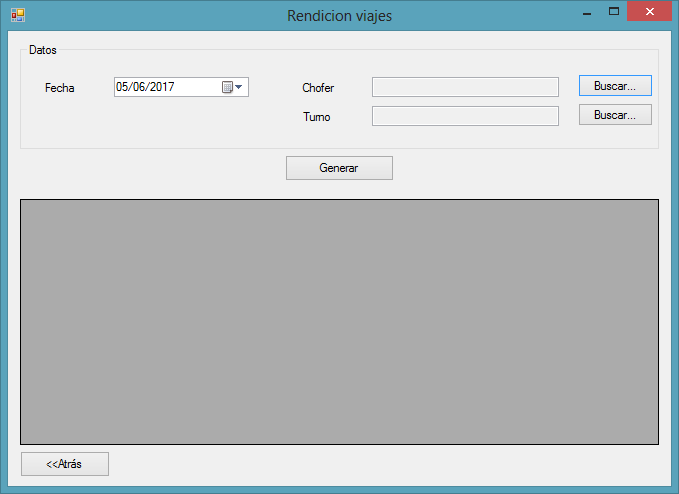 Rendicion viajes
Datos
Fecha
05/06/2017
Chofer
Buscar...
Turno
Buscar...
Generar
<<Atrás